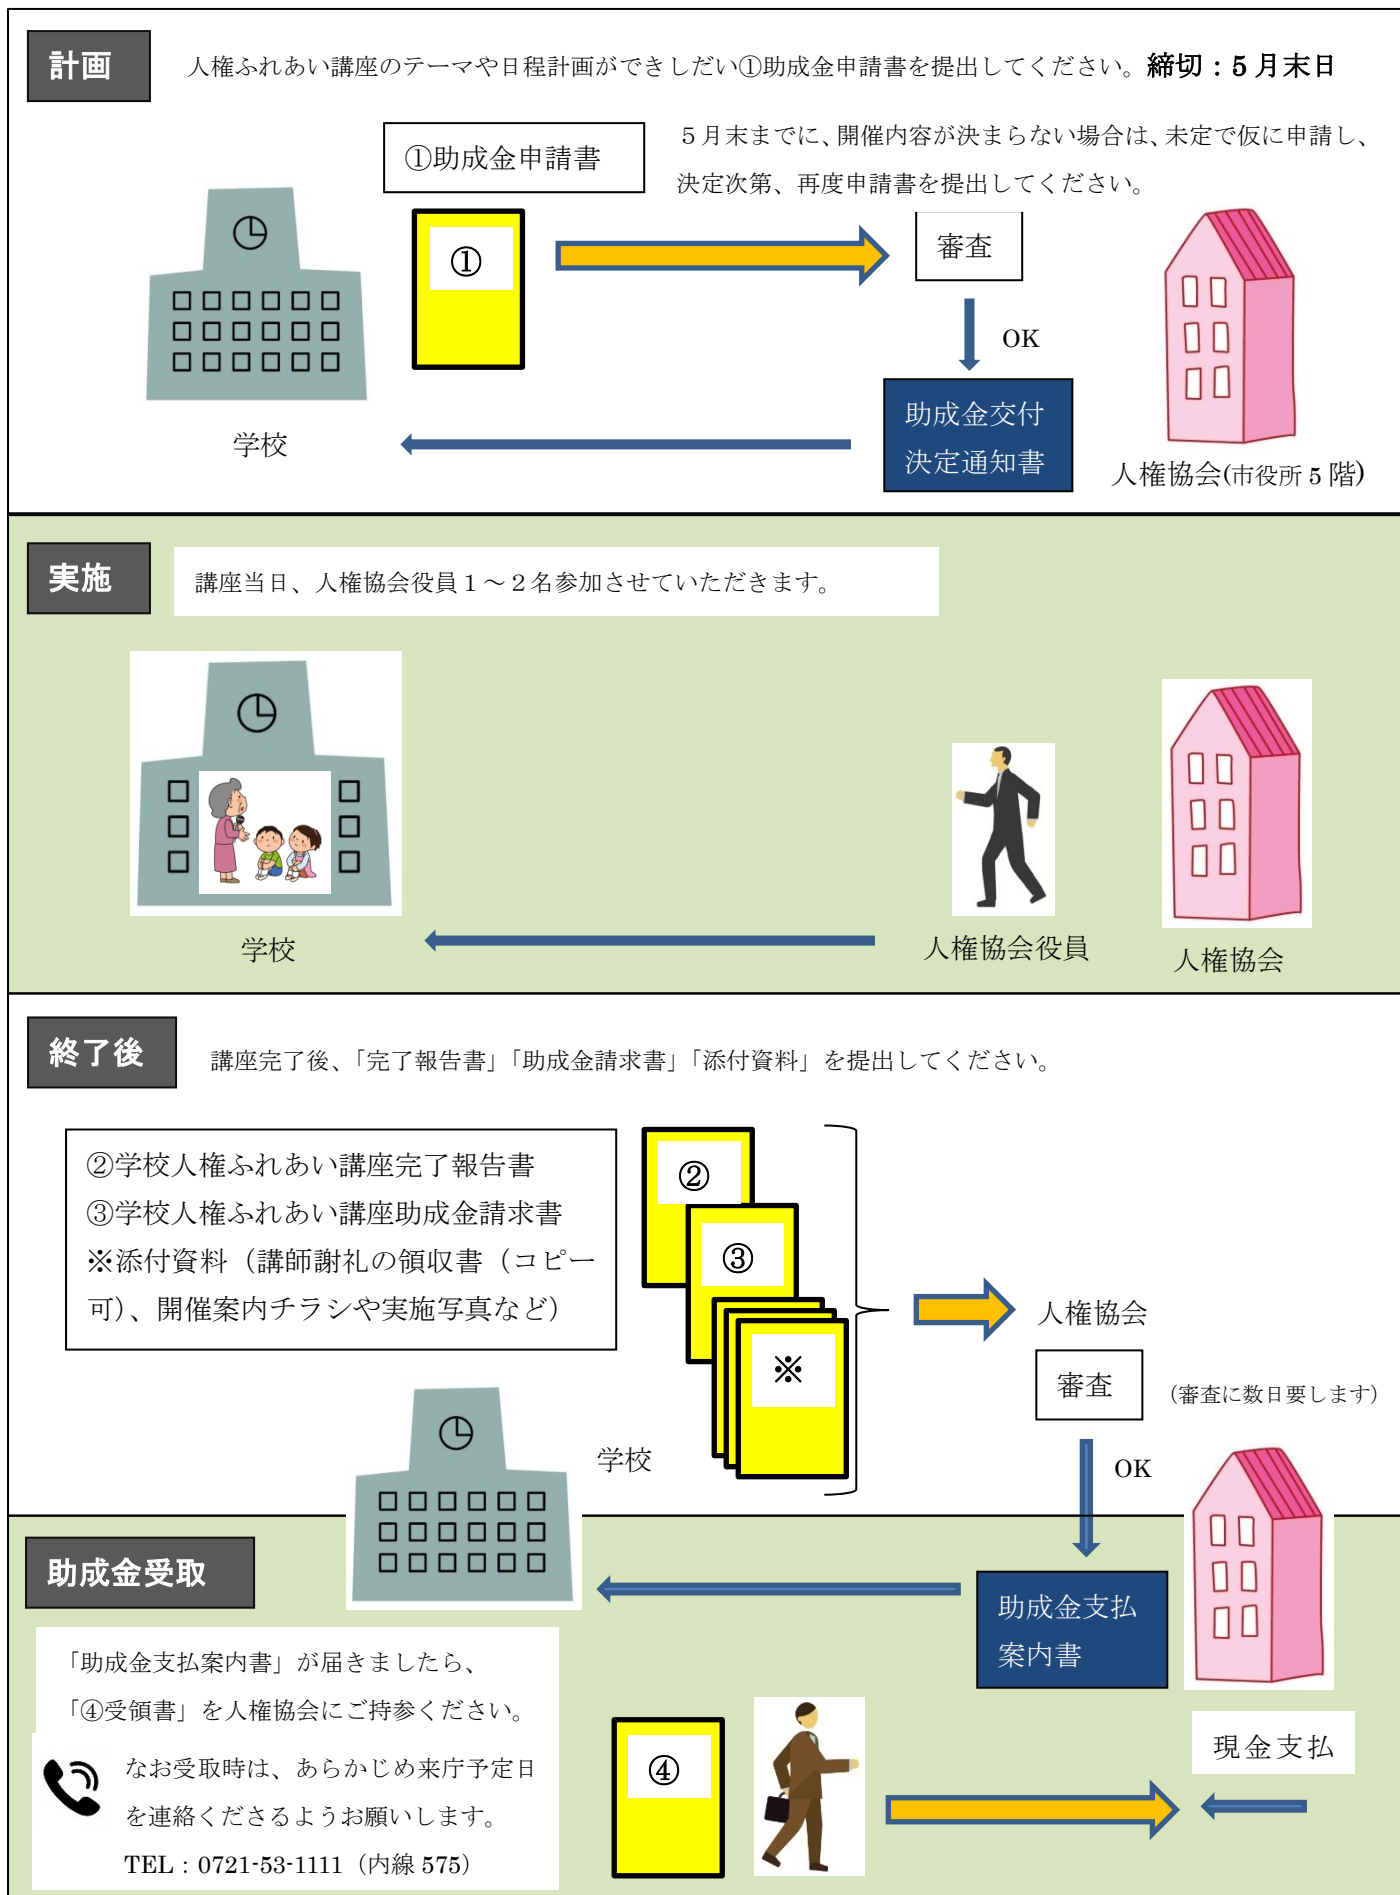 計画
人権ふれあい講座のテーマや日程計画ができしだい①助成金申請書を提出してください。締切：5月末日
①助成金申請書
５月末までに、開催内容が決まらない場合は、未定で仮に申請し、
決定次第、再度申請書を提出してください。
①
審査
OK
助成金交付
決定通知書
学校
人権協会(市役所5階)
実施
講座当日、人権協会役員１～２名参加させていただきます。
学校
人権協会役員
人権協会
終了後
講座完了後、「完了報告書」「助成金請求書」「添付資料」を提出してください。
②学校人権ふれあい講座完了報告書
③学校人権ふれあい講座助成金請求書
※添付資料（講師謝礼の領収書（コピー
可）、開催案内チラシや実施写真など）
②
③
※
人権協会
審査
（審査に数日要します）
学校
OK
助成金受取
助成金支払
案内書
「助成金支払案内書」が届きましたら、
「④受領書」を人権協会にご持参ください。
なお受取時は、あらかじめ来庁予定日
を連絡くださるようお願いします。
TEL：0721-53-1111（内線575）
④
現金支払